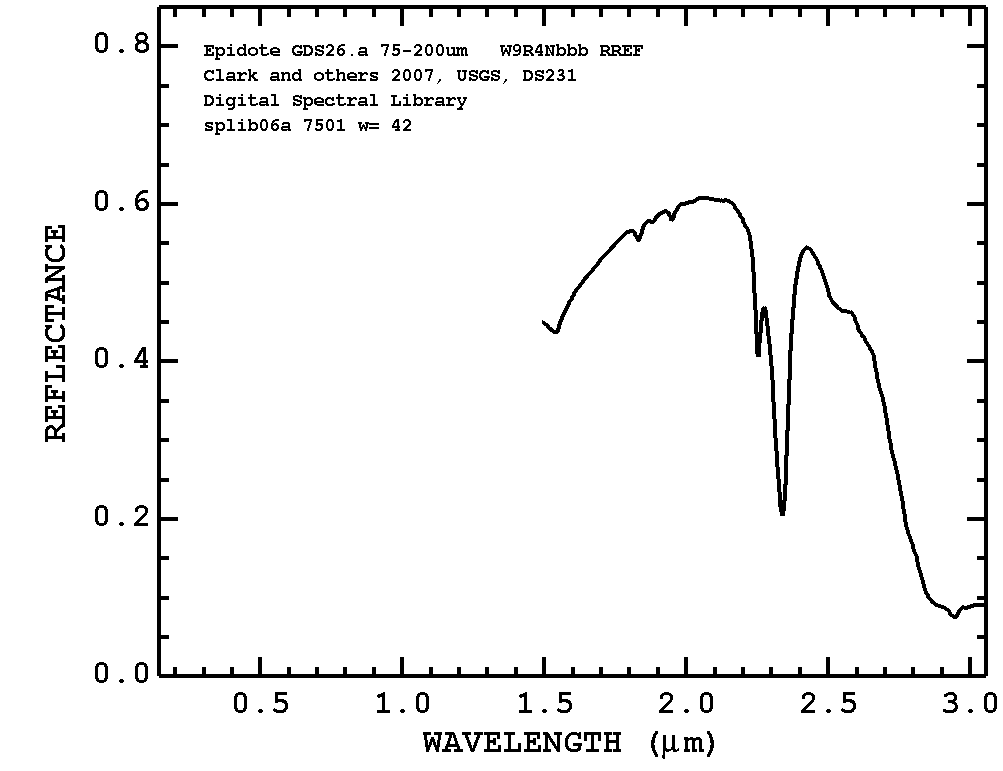 Epidote GDS26.a 75-200um W9R4Nbbb RREF
Clark and others 2007, USGS, DS231
Digital Spectral Library
splib06a 7501 w= 42
REFLECTANCE
0.8
0.6
0.4
0.2
0.0
0.5 1.0 1.5 2.0 2.5 3.0
WAVELENGTH (μm)